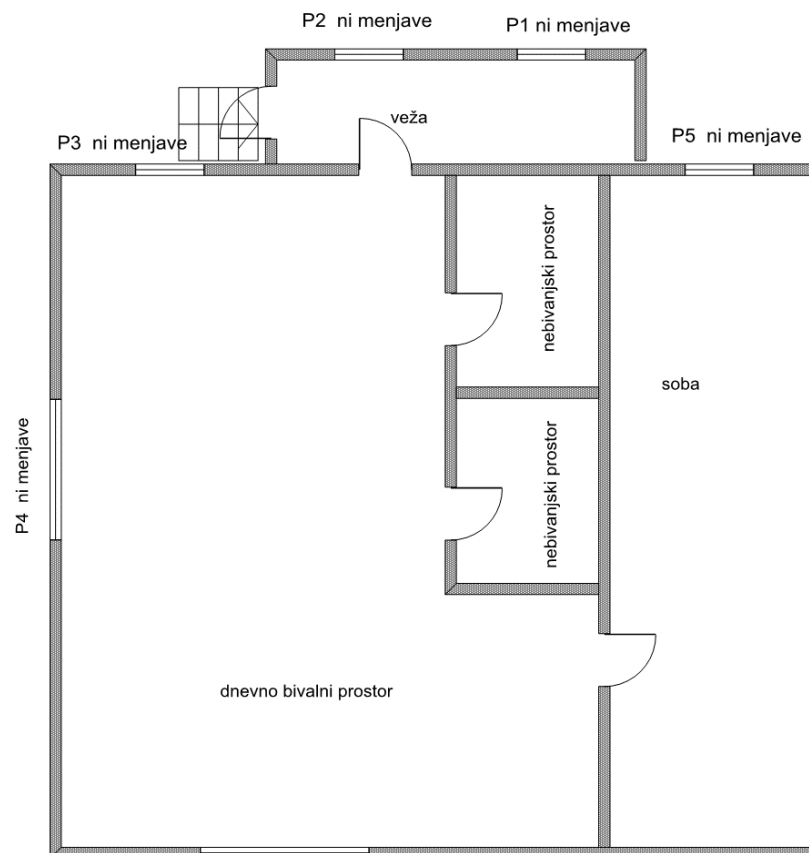 P2  ni menjave
P1 ni menjave
veža
P3  ni menjave
P5  ni menjave
nebivanjski prostor
soba
P4  ni menjave
nebivanjski prostor
dnevno bivalni prostor